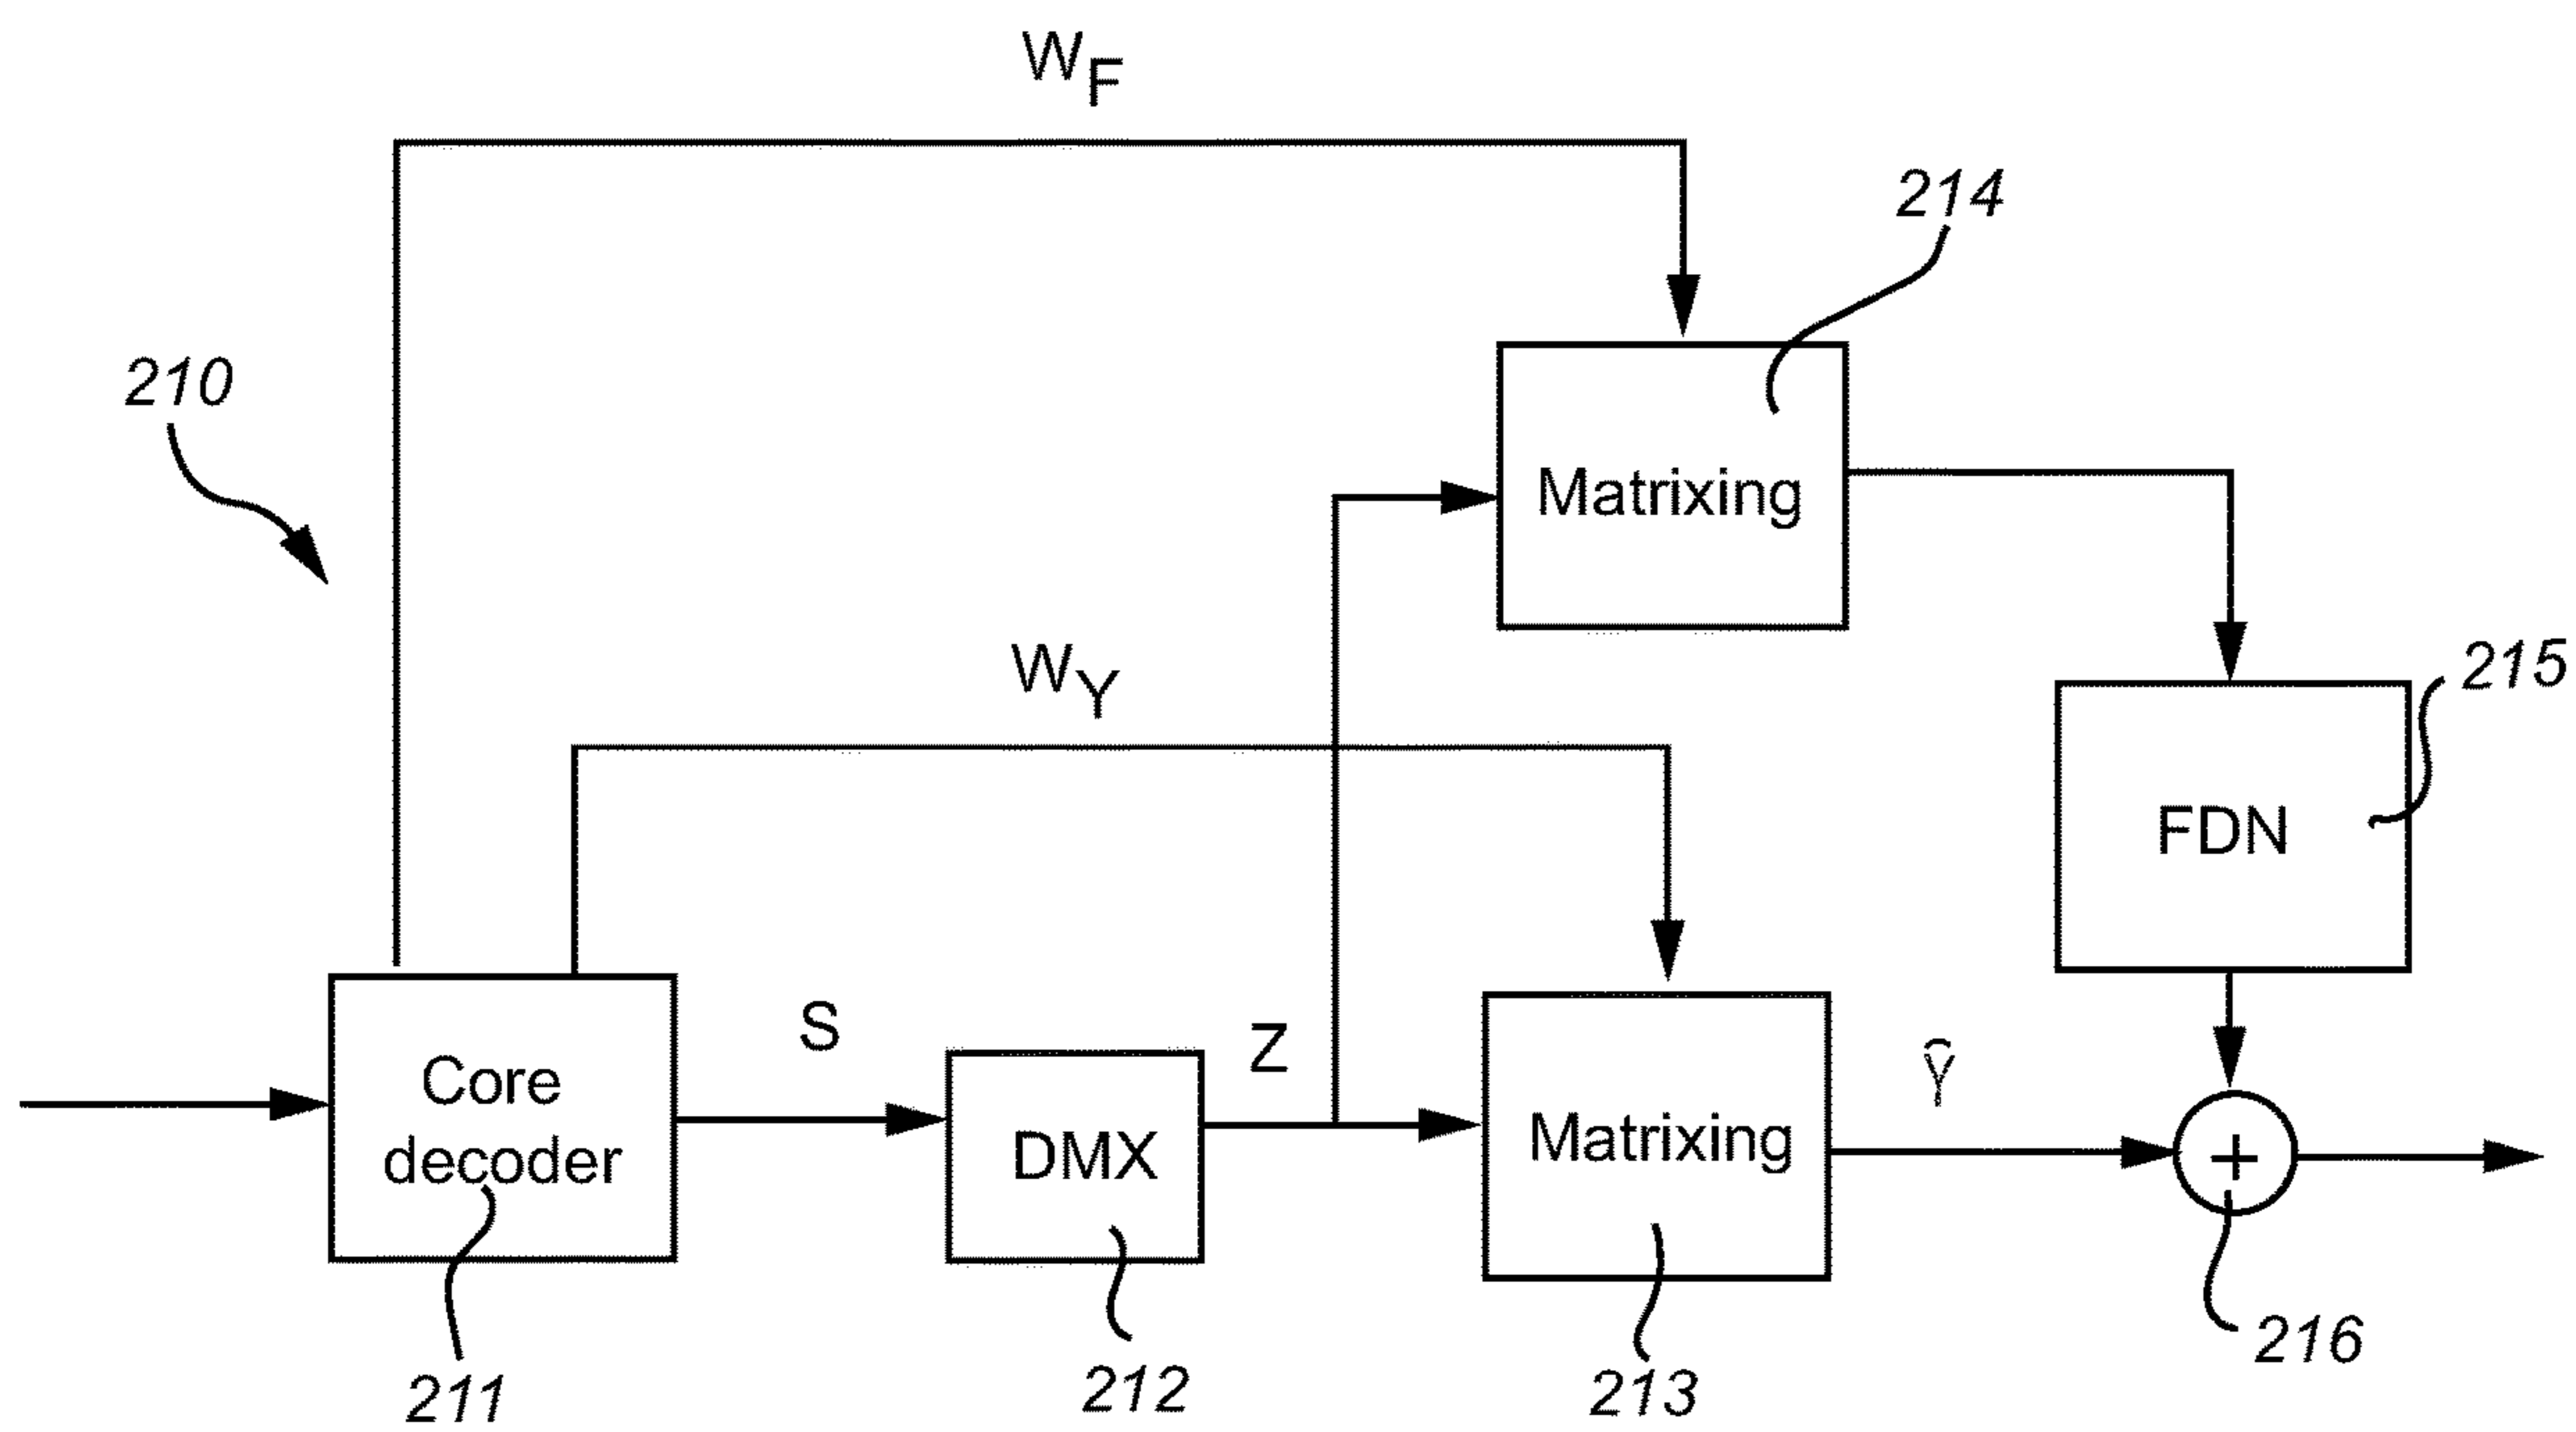 W_F
214
210
Matrixing
W_Y
215
FDN
S
Z
Ŷ
Core
decoder
DMX
Matrixing
+
211
212
213
216